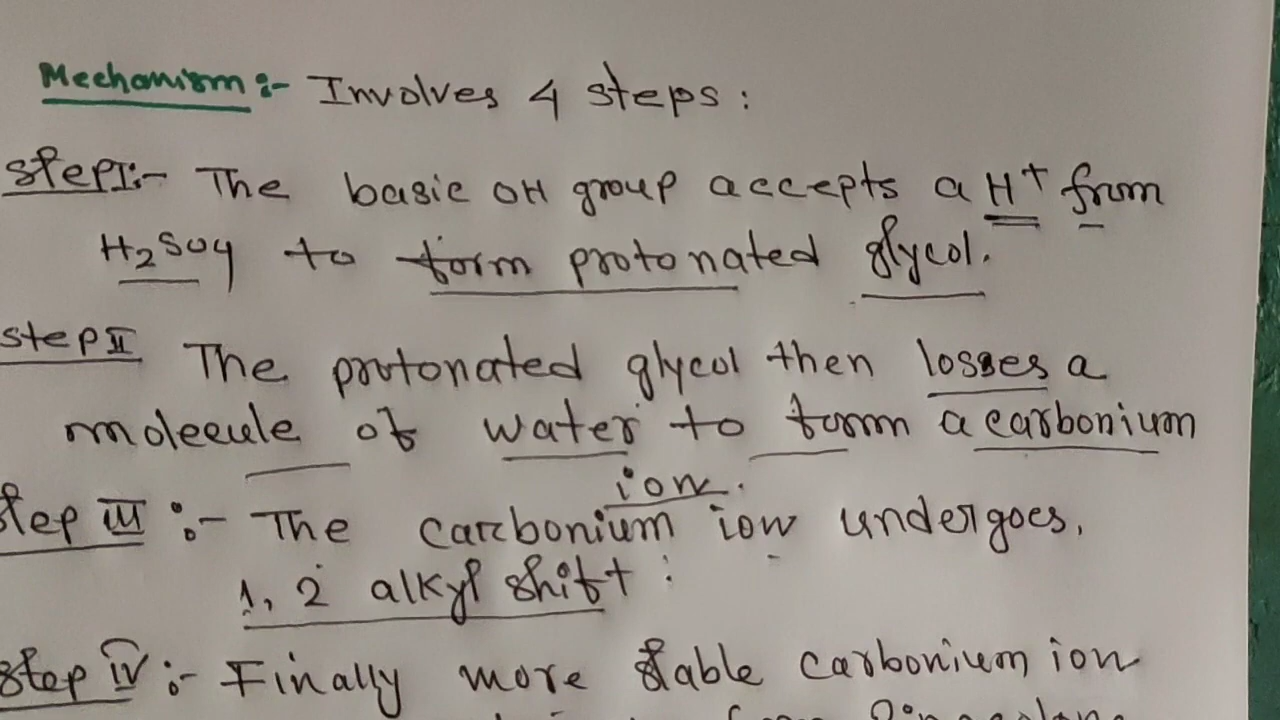 Mechanism:- Involves 4 steps:
Step I:- The basic OH group accepts a H+ from
H2SO4 to form protonated glycol.
Step II The protonated glycol then losses a
molecule of water to form a carbonium
ion.
Step III :- The carbonium ion undergoes,
1, 2 alkyl shift :
Step IV :- Finally more stable carbonium ion